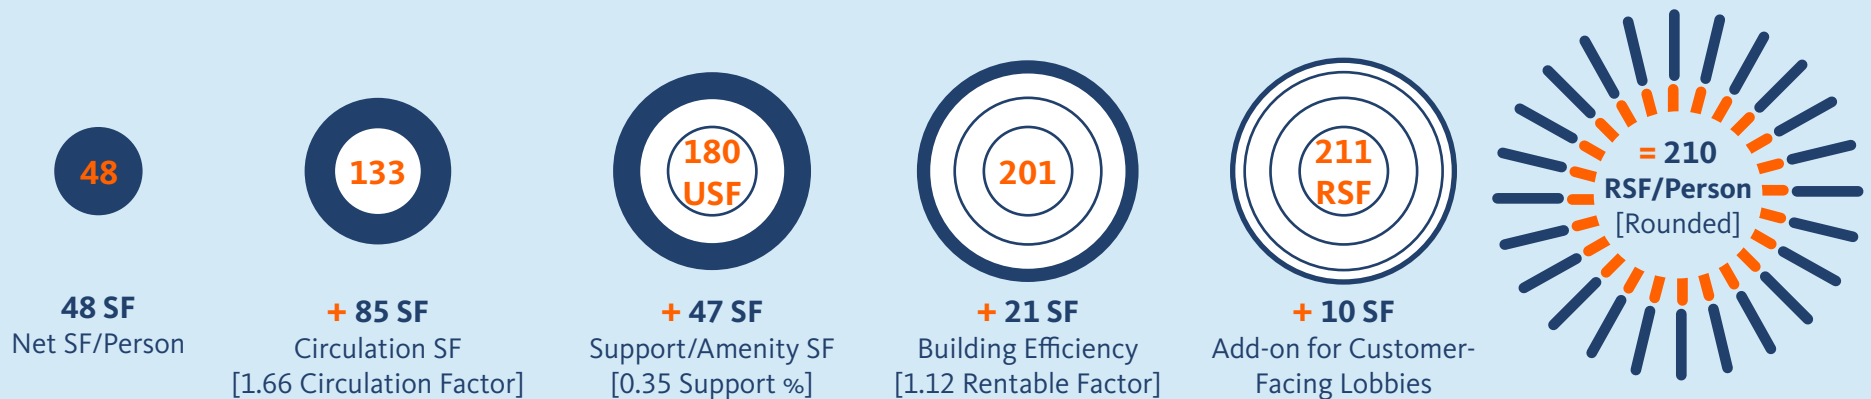 48
48 SF
Net SF/Person
133
+ 85 SF
Circulation SF
[1.66 Circulation Factor]
180
USF
+ 47 SF
Support/Amenity SF
[0.35 Support %]
201
+ 21 SF
Building Efficiency
[1.12 Rentable Factor]
211
RSF
+ 10 SF
Add-on for Customer-
Facing Lobbies
= 210
RSF/Person
[Rounded]